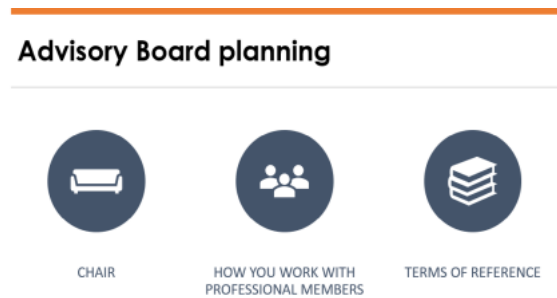 Advisory Board planning
CHAIR
HOW YOU WORK WITH
PROFESSIONAL MEMBERS
TERMS OF REFERENCE